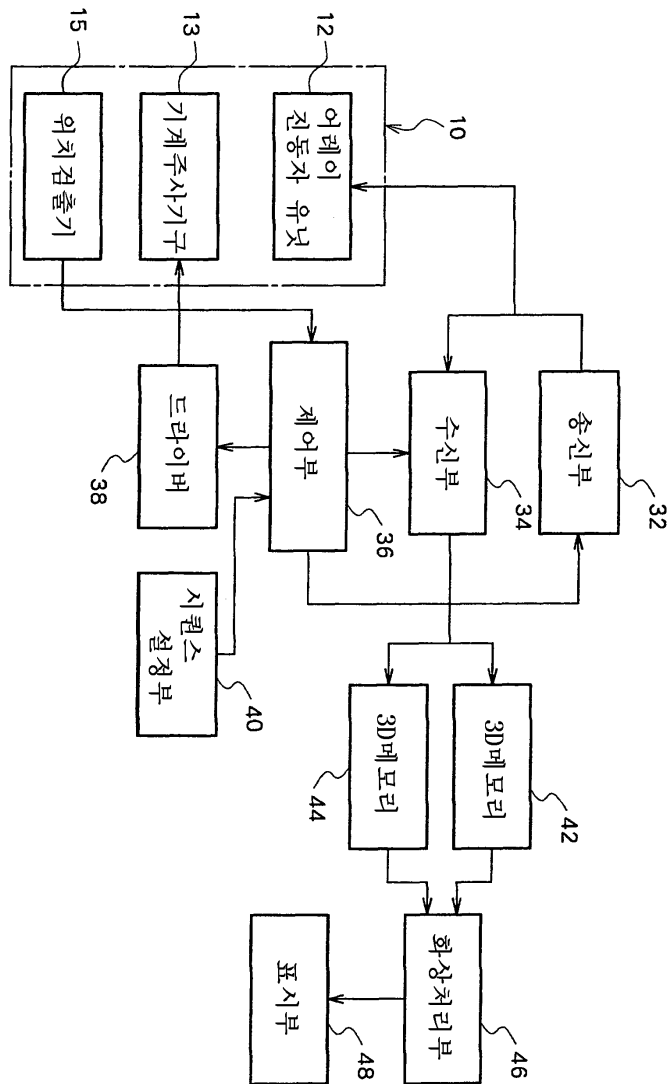 10
12
어레이
진동자 유닛
13
기계주사기구
15
위치검출기
32
송신부
34
수신부
36
제어부
38
드라이버
40
시퀀스
설정부
42
3D메모리
44
3D메모리
46
화상처리부
48
표시부